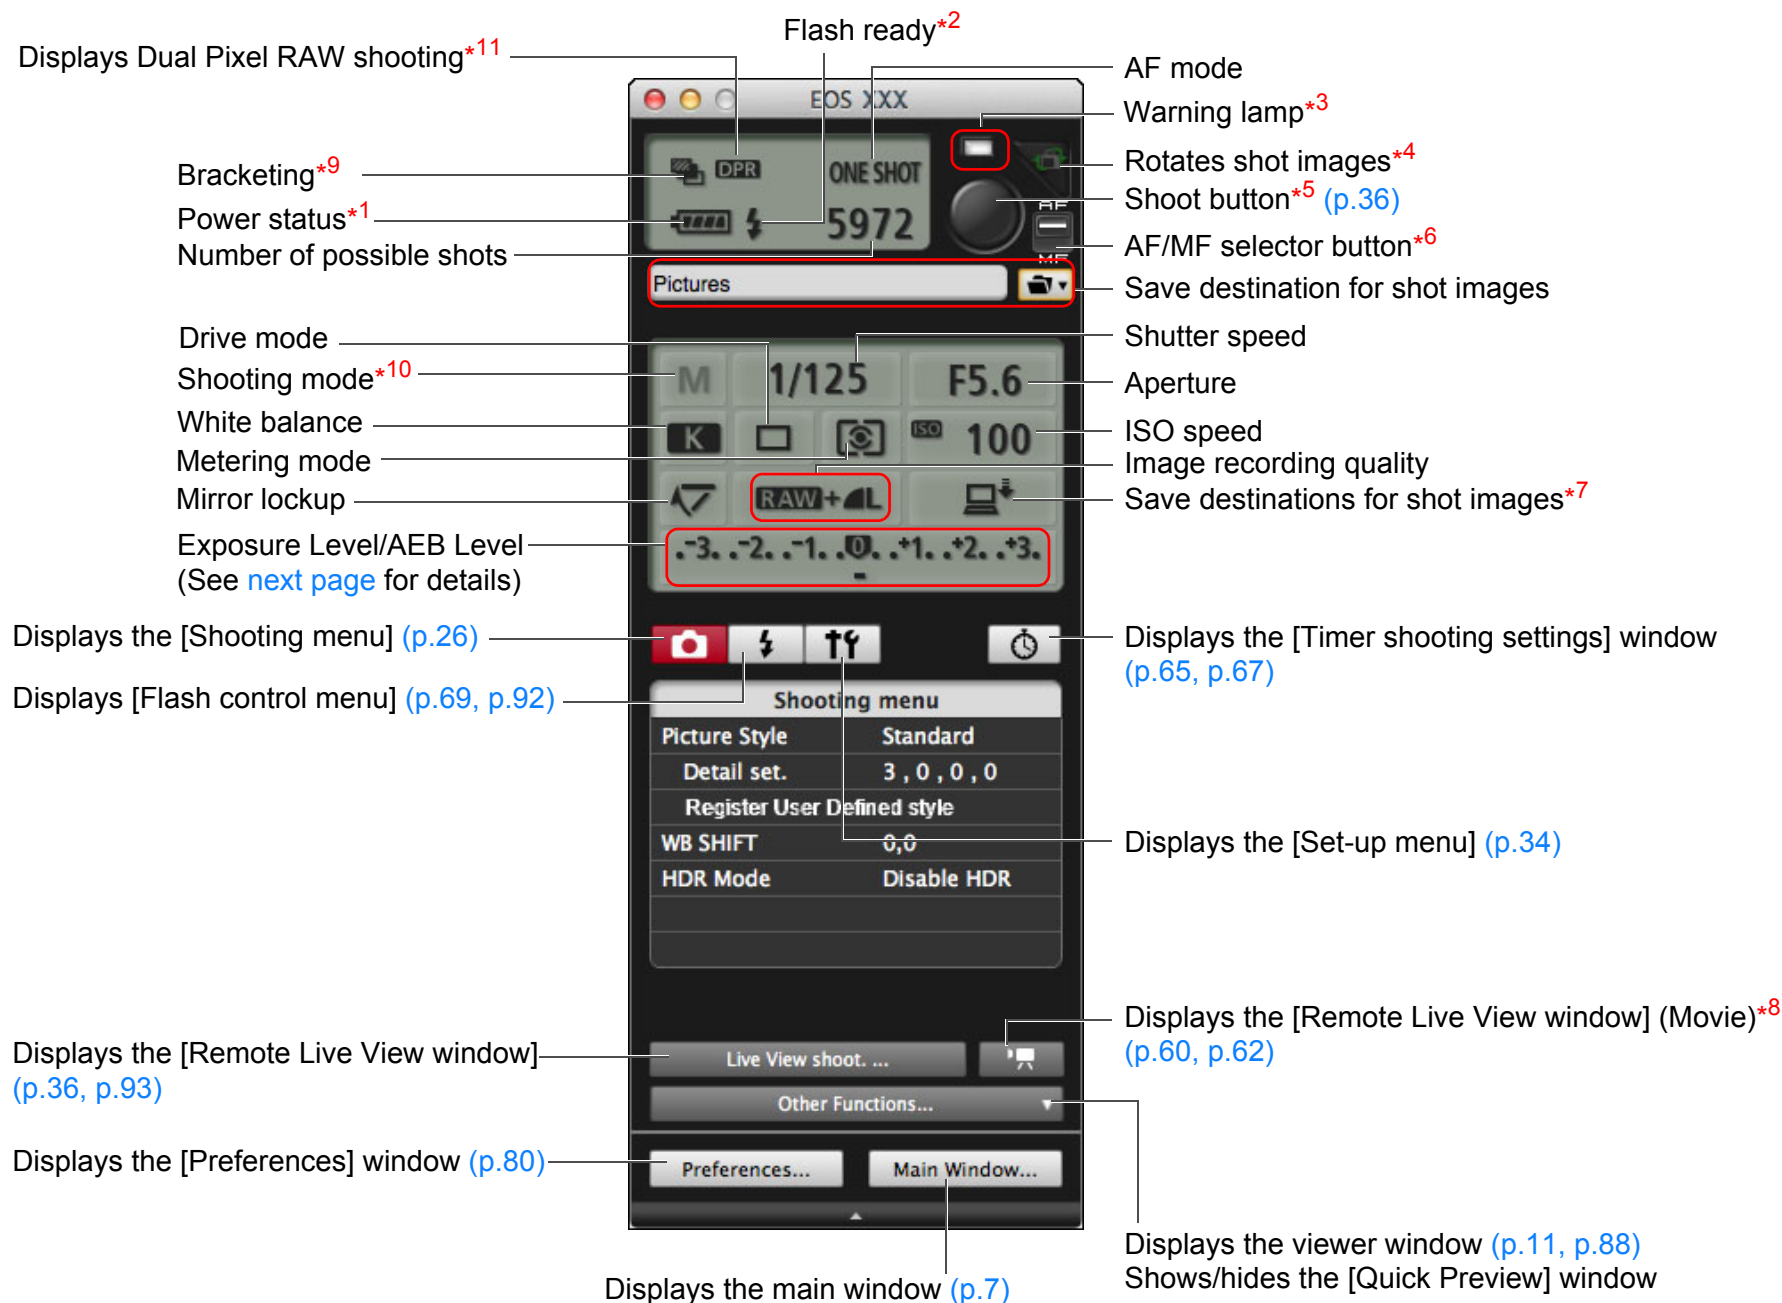 Flash ready*2
Displays Dual Pixel RAW shooting*11
AF mode
EOS XXX
Warning lamp*3
Bracketing*9
DPR
ONE SHOT
Rotates shot images*4
Shoot button*5 (p.36)
AF
Power status*1
5972
Number of possible shots
AF/MF selector button*6
MF
Pictures
Save destination for shot images
Drive mode
Shutter speed
Shooting mode*10
M
1/125
F5.6
Aperture
White balance
K
ISO 100
ISO speed
Metering mode
Image recording quality
Mirror lockup
RAW+L
Save destinations for shot images*7
Exposure Level/AEB Level
(See next page for details)
.-3. .-2. .-1. .0. .+1. .+2. .+3.
Displays the [Shooting menu] (p.26)
Displays the [Timer shooting settings] window
(p.65, p.67)
Displays [Flash control menu] (p.69, p.92)
Shooting menu
Picture Style Standard
Detail set. 3 , 0 , 0 , 0
Register User Defined style
WB SHIFT 0,0
Displays the [Set-up menu] (p.34)
HDR Mode Disable HDR
Displays the [Remote Live View window] (Movie)*8
(p.60, p.62)
Displays the [Remote Live View window]
(p.36, p.93)
Live View shoot. ...
Other Functions...
Displays the [Preferences] window (p.80)
Preferences...
Main Window...
Displays the viewer window (p.11, p.88)
Shows/hides the [Quick Preview] window
Displays the main window (p.7)